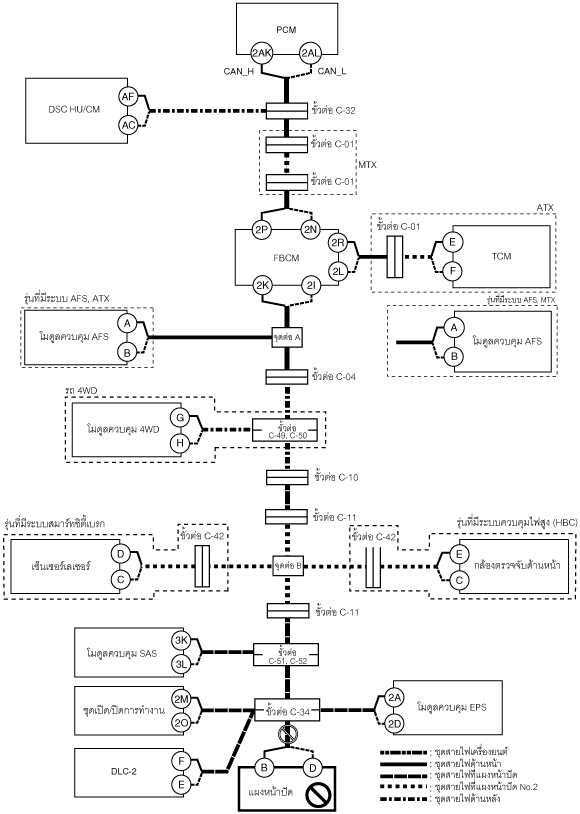 PCM
2AK
2AL
CAN_H
CAN_L
AF
DSC HU/CM
AC
ขั้วต่อ C-32
ขั้วต่อ C-01
MTX
ขั้วต่อ C-01
2P
2N
FBCM
2R
2L
2K
2I
ATX
ขั้วต่อ C-01
E
TCM
F
รุ่นที่มีระบบ AFS, ATX
A
โมดูลควบคุม AFS
B
จุดต่อ A
รุ่นที่มีระบบ AFS, MTX
A
โมดูลควบคุม AFS
B
ขั้วต่อ C-04
รถ 4WD
G
โมดูลควบคุม 4WD
H
ขั้วต่อ
C-49, C-50
ขั้วต่อ C-10
ขั้วต่อ C-11
รุ่นที่มีระบบสมาร์ทซิตี้เบรก
ขั้วต่อ C-42
D
เซ็นเซอร์เลเซอร์
C
จุดต่อ B
รุ่นที่มีระบบควบคุมไฟสูง (HBC)
ขั้วต่อ C-42
E
กล้องตรวจจับด้านหน้า
C
ขั้วต่อ C-11
3K
โมดูลควบคุม SAS
3L
ขั้วต่อ
C-51, C-52
2M
ชุดเปิด/ปิดการทำงาน
2O
ขั้วต่อ C-34
2A
โมดูลควบคุม EPS
2D
F
DLC-2
E
B
D
แผงหน้าปัด
: ชุดสายไฟเครื่องยนต์
: ชุดสายไฟด้านหน้า
: ชุดสายไฟที่แผงหน้าปัด
: ชุดสายไฟที่แผงหน้าปัด No.2
: ชุดสายไฟด้านหลัง